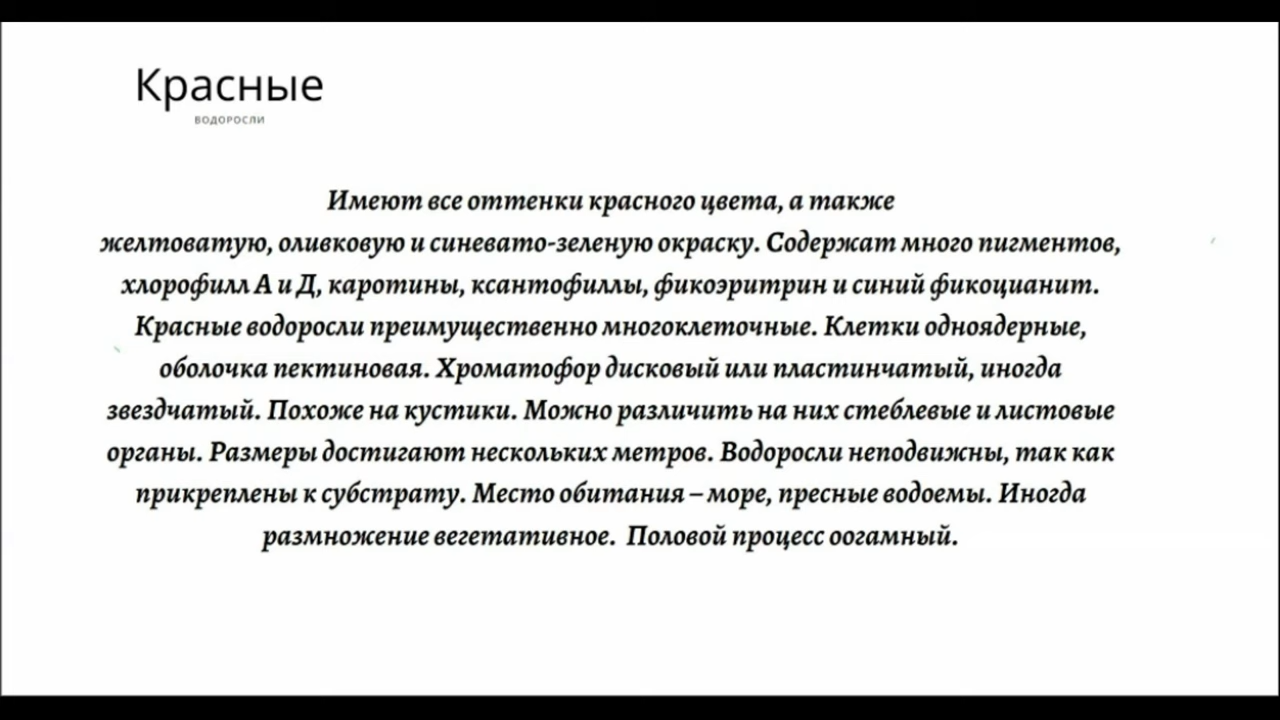 Красные
ВОДОРОСЛИ
Имеют все оттенки красного цвета, а также
желтоватую, оливковую и синевато-зеленую окраску. Содержат много пигментов,
хлорофилл А и Д, каротины, ксантофиллы, фикоэритрин и синий фикоцианит.
Красные водоросли преимущественно многоклеточные. Клетки одноядерные,
оболочка пектиновая. Хроматофор дисковый или пластинчатый, иногда
звездчатый. Похоже на кустики. Можно различить на них стеблевые и листовые
органы. Размеры достигают нескольких метров. Водоросли неподвижны, так как
прикреплены к субстрату. Место обитания – море, пресные водоемы. Иногда
размножение вегетативное. Половой процесс оогамный.